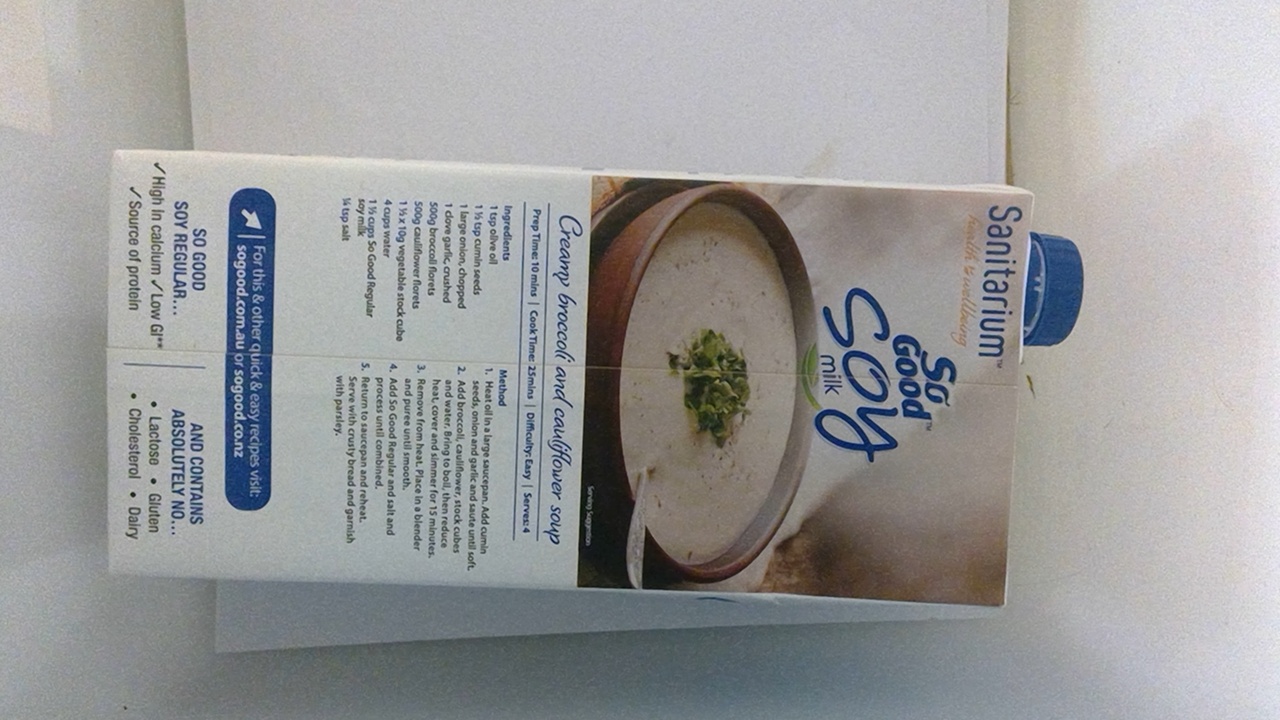 Sanitarium™
health & wellbeing
So
GOOD™
SOY
milk
Serving Suggestion
Creamy broccoli and cauliflower soup
Prep Time: 10 mins | Cook Time: 25mins | Difficulty: Easy | Serves: 4
Ingredients
1 tsp olive oil
1 ½ tsp cumin seeds
1 large onion, chopped
1 clove garlic, crushed
500g broccoli florets
500g cauliflower florets
1 ½ x 10g vegetable stock cube
4 cups water
1 ½ cups So Good Regular
soy milk
¼ tsp salt
Method
1. Heat oil in a large saucepan. Add cumin
seeds, onion and garlic and saute until soft.
2. Add broccoli, cauliflower, stock cubes
and water. Bring to boil, then reduce
heat, cover and simmer for 15 minutes.
3. Remove from heat. Place in a blender
and puree until smooth.
4. Add So Good Regular and salt and
process until combined.
5. Return to saucepan and reheat.
Serve with crusty bread and garnish
with parsley.
For this & other quick & easy recipes visit:
sogood.com.au or sogood.co.nz
SO GOOD
SOY REGULAR...
✓ High in calcium ✓ Low GI**
✓ Source of protein
AND CONTAINS
ABSOLUTELY NO...
• Lactose • Gluten
• Cholesterol • Dairy